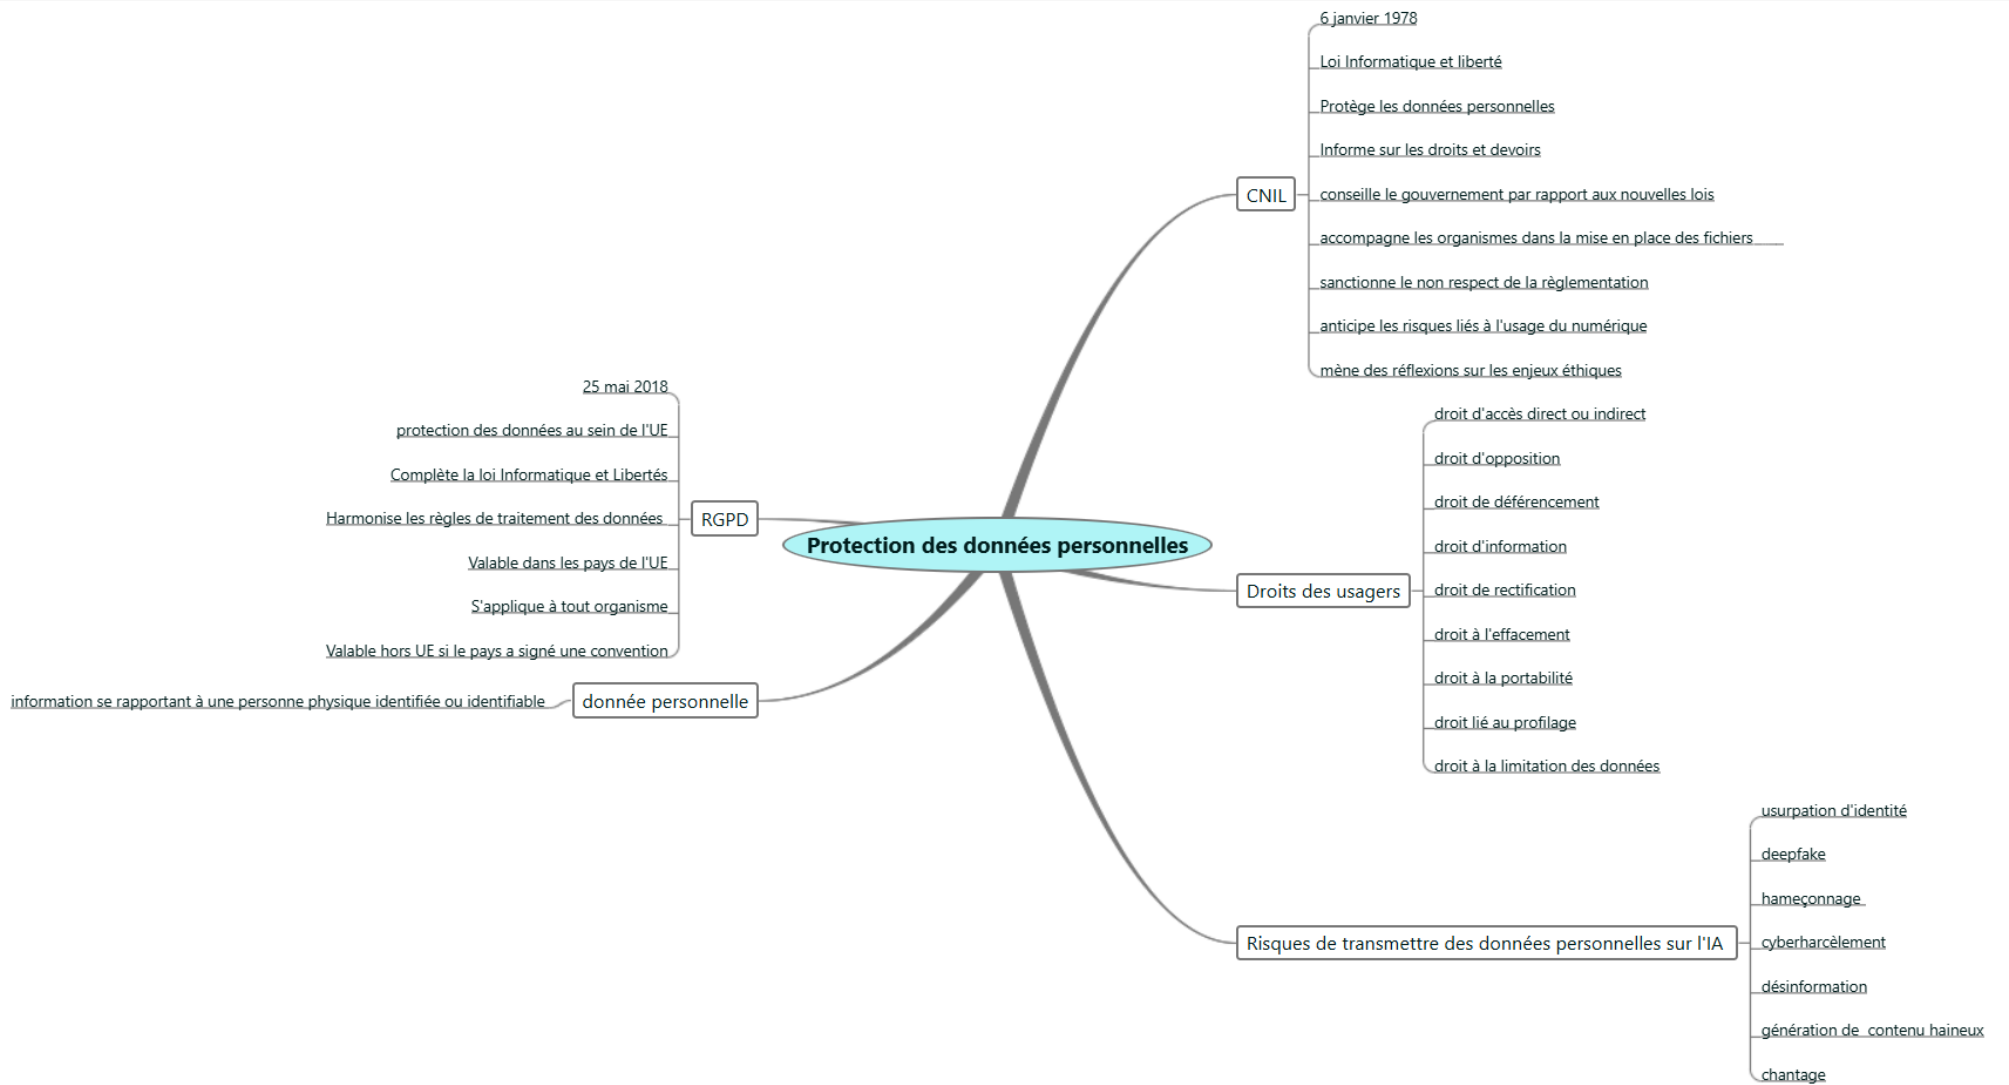 Protection des données personnelles
CNIL
6 janvier 1978
Loi Informatique et liberté
Protège les données personnelles
Informe sur les droits et devoirs
conseille le gouvernement par rapport aux nouvelles lois
accompagne les organismes dans la mise en place des fichiers
sanctionne le non respect de la règlementation
anticipe les risques liés à l'usage du numérique
mène des réflexions sur les enjeux éthiques
Droits des usagers
droit d'accès direct ou indirect
droit d'opposition
droit de déférencement
droit d'information
droit de rectification
droit à l'effacement
droit à la portabilité
droit lié au profilage
droit à la limitation des données
Risques de transmettre des données personnelles sur l'IA
usurpation d'identité
deepfake
hameçonnage
cyberharcèlement
désinformation
génération de  contenu haineux
chantage
RGPD
25 mai 2018
protection des données au sein de l'UE
Complète la loi Informatique et Libertés
Harmonise les règles de traitement des données
Valable dans les pays de l'UE
S'applique à tout organisme
Valable hors UE si le pays a signé une convention
donnée personnelle
information se rapportant à une personne physique identifiée ou identifiable